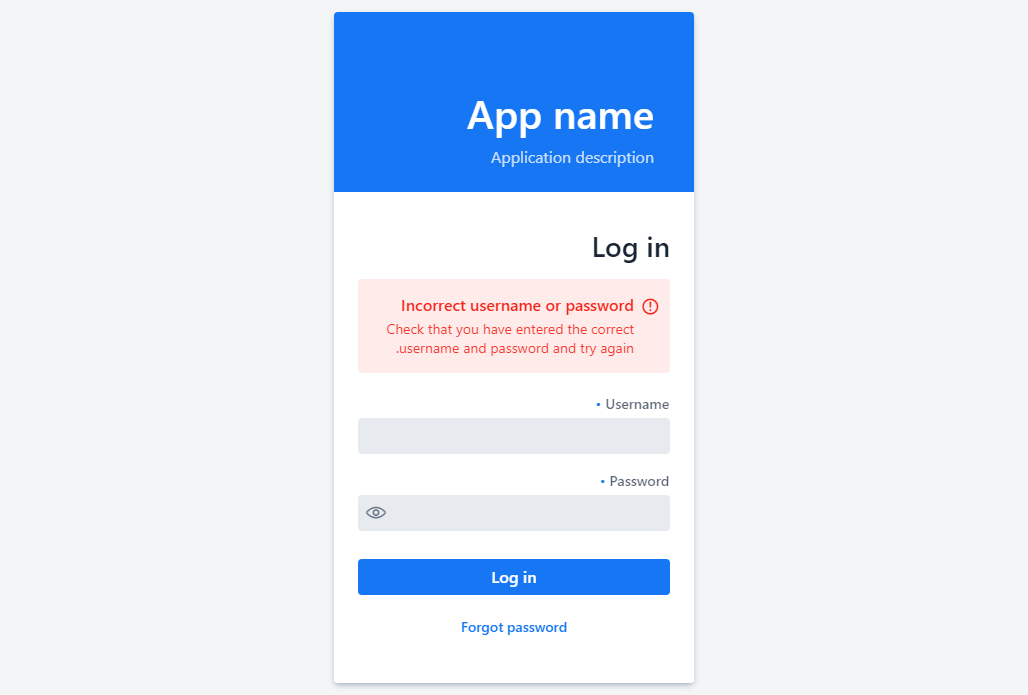 App name
Application description
Log in
Incorrect username or password
Check that you have entered the correct
.username and password and try again
• Username
• Password
Log in
Forgot password